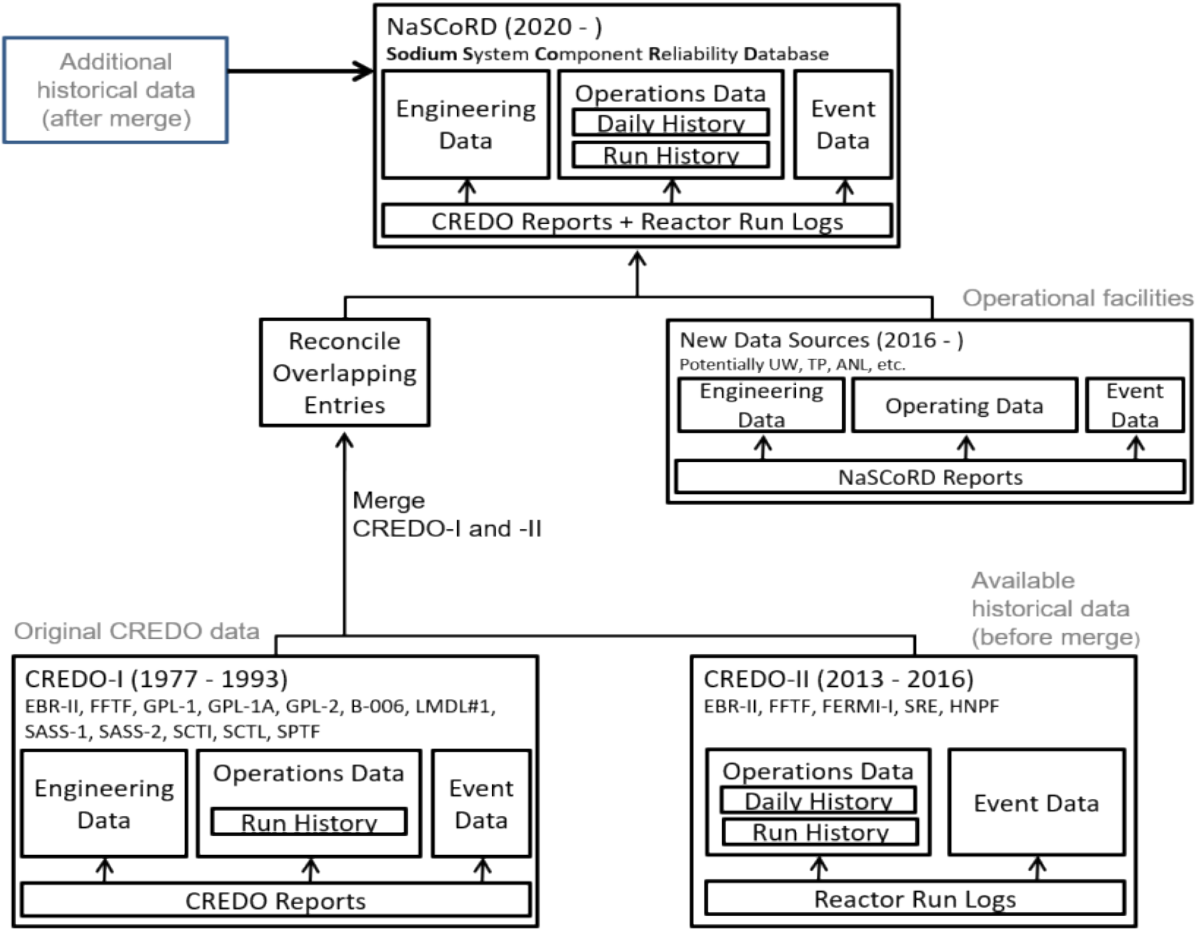 NaSCoRD (2020 - )
Sodium System Component Reliability Database
Additional
historical data
(after merge)
Engineering
Data
Operations Data
Daily History
Run History
Event
Data
CREDO Reports + Reactor Run Logs
Operational facilities
Reconcile
Overlapping
Entries
New Data Sources (2016 - )
Potentially UW, TP, ANL, etc.
Engineering
Data
Operating Data
Event
Data
NaSCoRD Reports
Merge
CREDO-I and -II
Original CREDO data
Available
historical data
(before merge)
CREDO-I (1977 - 1993)
EBR-II, FFTF, GPL-1, GPL-1A, GPL-2, B-006, LMDL#1,
SASS-1, SASS-2, SCTI, SCTL, SPTF
Engineering
Data
Operations Data
Run History
Event
Data
CREDO Reports
CREDO-II (2013 - 2016)
EBR-II, FFTF, FERMI-I, SRE, HNPF
Operations Data
Daily History
Run History
Event Data
Reactor Run Logs